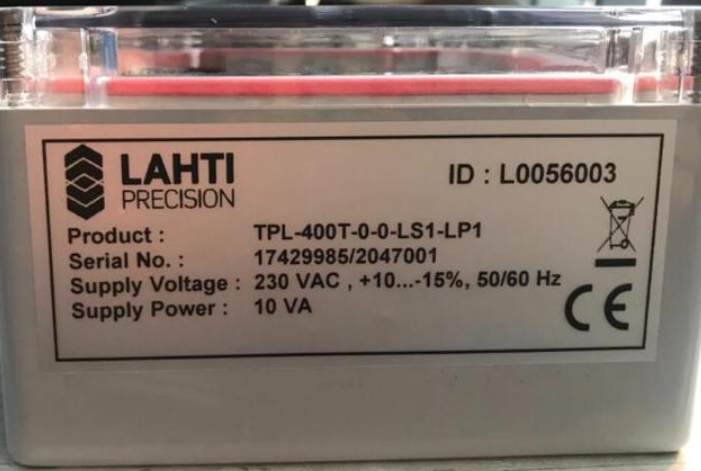 LAHTI
PRECISION
ID : L0056003
Product : TPL-400T-0-0-LS1-LP1
Serial No. : 17429985/2047001
Supply Voltage : 230 VAC , +10...-15%, 50/60 Hz
Supply Power : 10 VA
CE